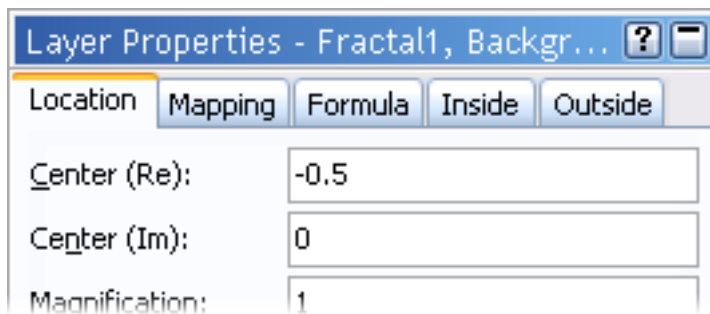 Layer Properties - Fractal1, Backgr... ?
Location Mapping Formula Inside Outside
Center (Re): -0.5
Center (Im): 0
Magnification: 1